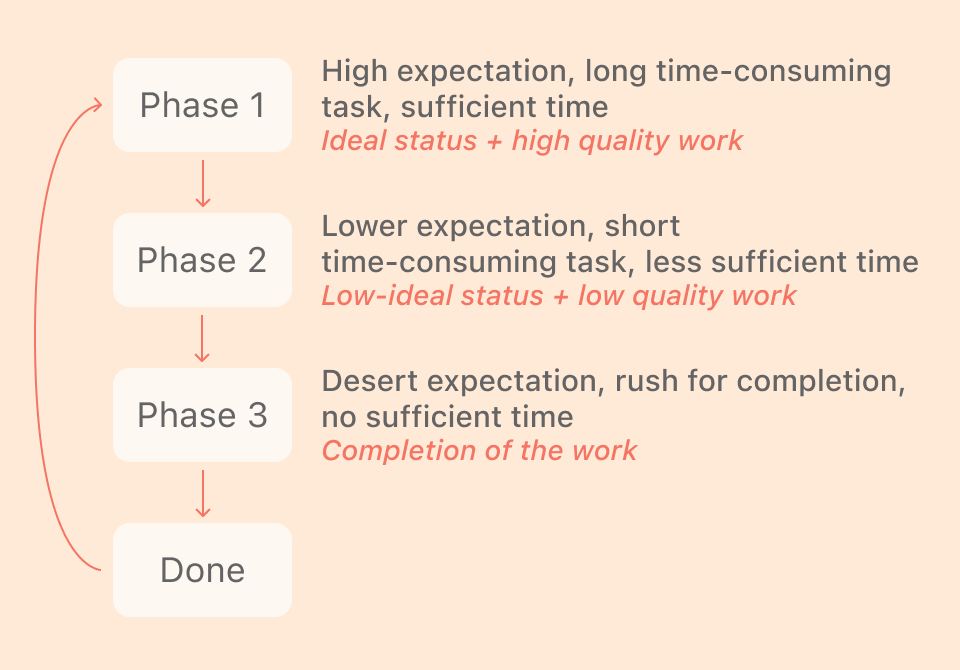 Phase 1
High expectation, long time-consuming
task, sufficient time
Ideal status + high quality work
Phase 2
Lower expectation, short
time-consuming task, less sufficient time
Low-ideal status + low quality work
Phase 3
Desert expectation, rush for completion,
no sufficient time
Completion of the work
Done